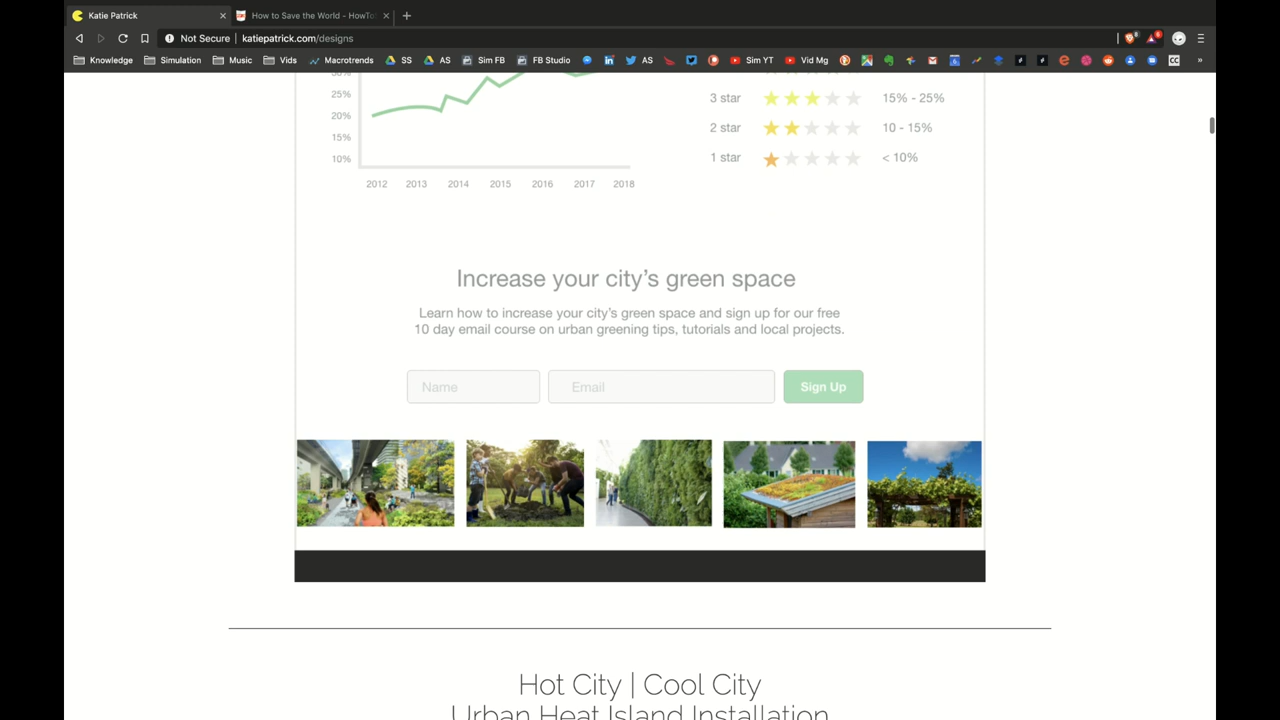 Katie Patrick
How to Save the World - HowTo
Not Secure
katiepatrick.com/designs
Knowledge
Simulation
Music
Vids
Macrotrends
SS
AS
Sim FB
FB Studio
AS
Sim YT
Vid Mg
CC
25%
20%
15%
10%
2012 2013 2014 2015 2016 2017 2018
3 star 15% - 25%
2 star 10 - 15%
1 star < 10%
Increase your city's green space
Learn how to increase your city's green space and sign up for our free
10 day email course on urban greening tips, tutorials and local projects.
Name
Email
Sign Up
Hot City | Cool City
Urban Heat Island Installation